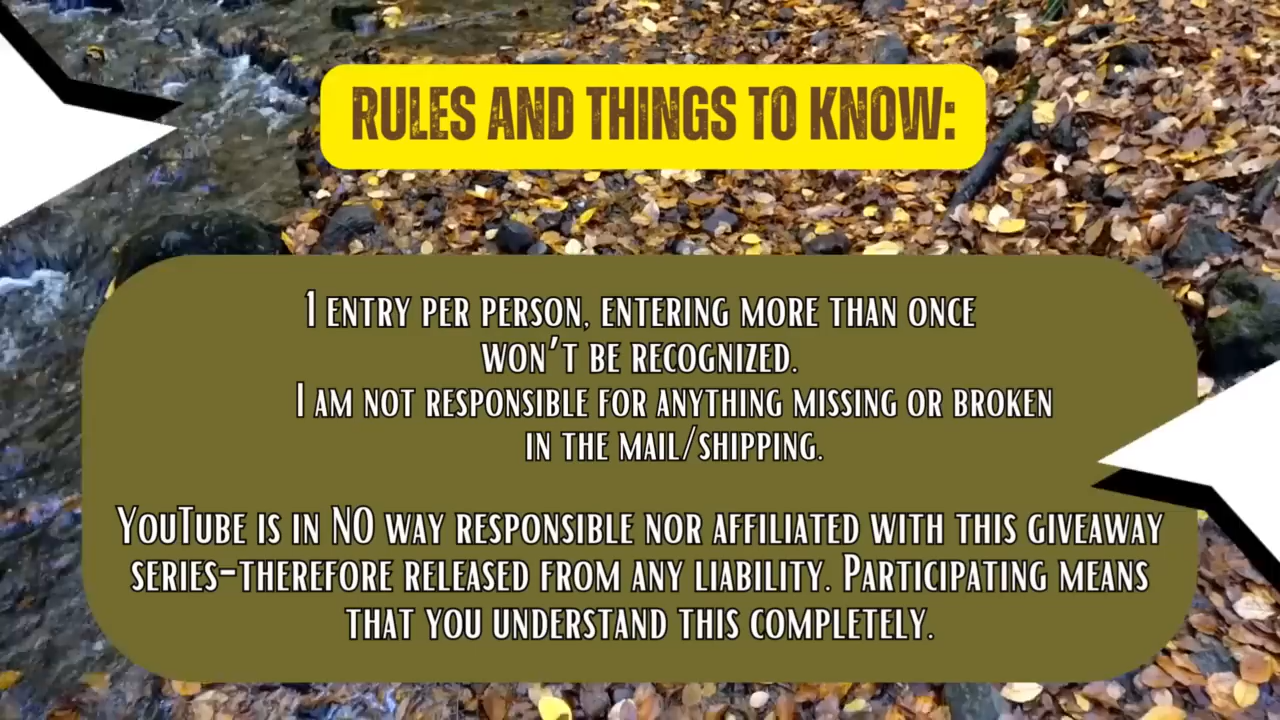 RULES AND THINGS TO KNOW:
1 ENTRY PER PERSON, ENTERING MORE THAN ONCE
WON'T BE RECOGNIZED.
I AM NOT RESPONSIBLE FOR ANYTHING MISSING OR BROKEN
IN THE MAIL/SHIPPING.
YOUTUBE IS IN NO WAY RESPONSIBLE NOR AFFILIATED WITH THIS GIVEAWAY
SERIES-THEREFORE RELEASED FROM ANY LIABILITY. PARTICIPATING MEANS
THAT YOU UNDERSTAND THIS COMPLETELY.